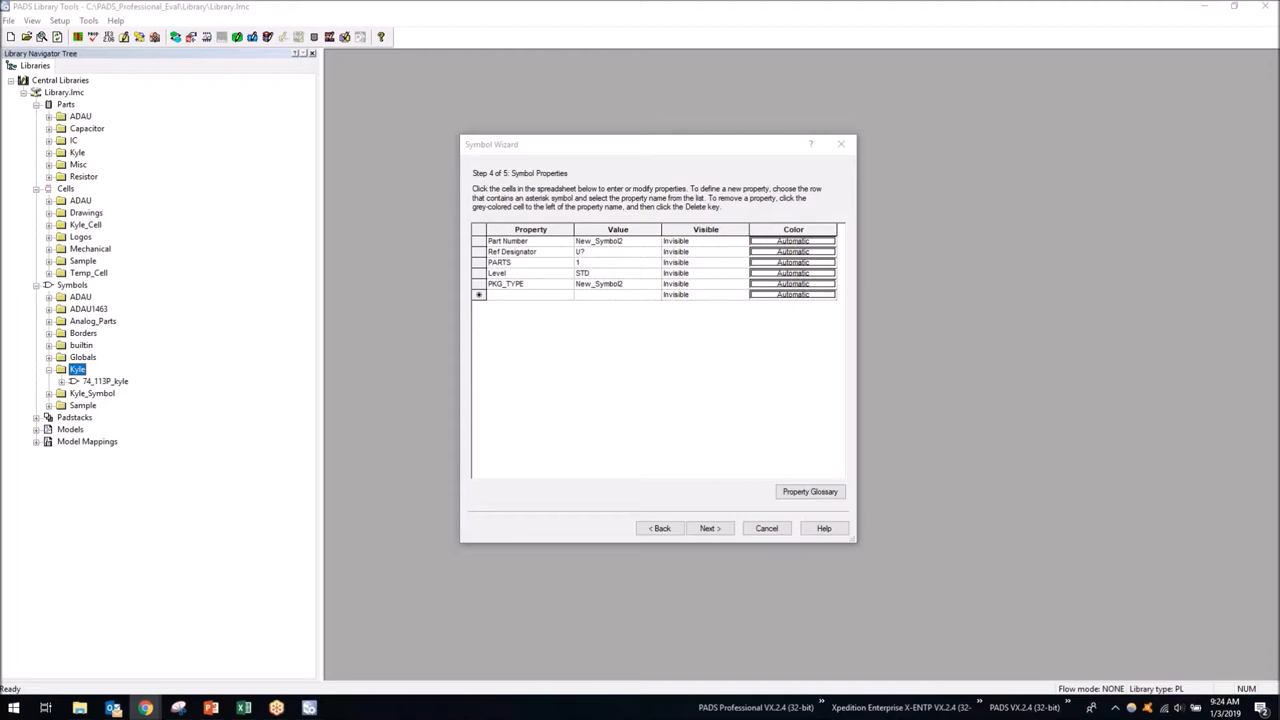 PADS Library Tools - C:\PADS_Professional_Eval\Library\Library.lmc
File View Setup Tools Help
Library Navigator Tree
Libraries
Central Libraries
Library.lmc
Parts
ADAU
Capacitor
IC
Kyle
Misc
Resistor
Cells
ADAU
Drawings
Kyle_Cell
Logos
Mechanical
Sample
Temp_Cell
Symbols
ADAU
ADAU1463
Analog_Parts
Borders
builtin
Globals
Kyle
74_113P_kyle
Kyle_Symbol
Sample
Padstacks
Models
Model Mappings
Symbol Wizard
Step 4 of 5: Symbol Properties
Click the cells in the spreadsheet below to enter or modify properties. To define a new property, choose the row
that contains an asterisk symbol and select the property name from the list. To remove a property, click the
grey-colored cell to the left of the property name, and then click the Delete key.
Property Value Visible Color
Part Number New_Symbol2 Invisible Automatic
Ref Designator U? Invisible Automatic
PARTS 1 Invisible Automatic
Level STD Invisible Automatic
PKG_TYPE New_Symbol2 Invisible Automatic
Invisible Automatic
Property Glossary
< Back Next > Cancel Help
Ready Flow mode: NONE Library type: PL NUM
PADS Professional VX.2.4 (32-bit) Xpedition Enterprise X-ENTP VX.2.4 (32- PADS VX.2.4 (32-bit)
9:24 AM
1/3/2019
2